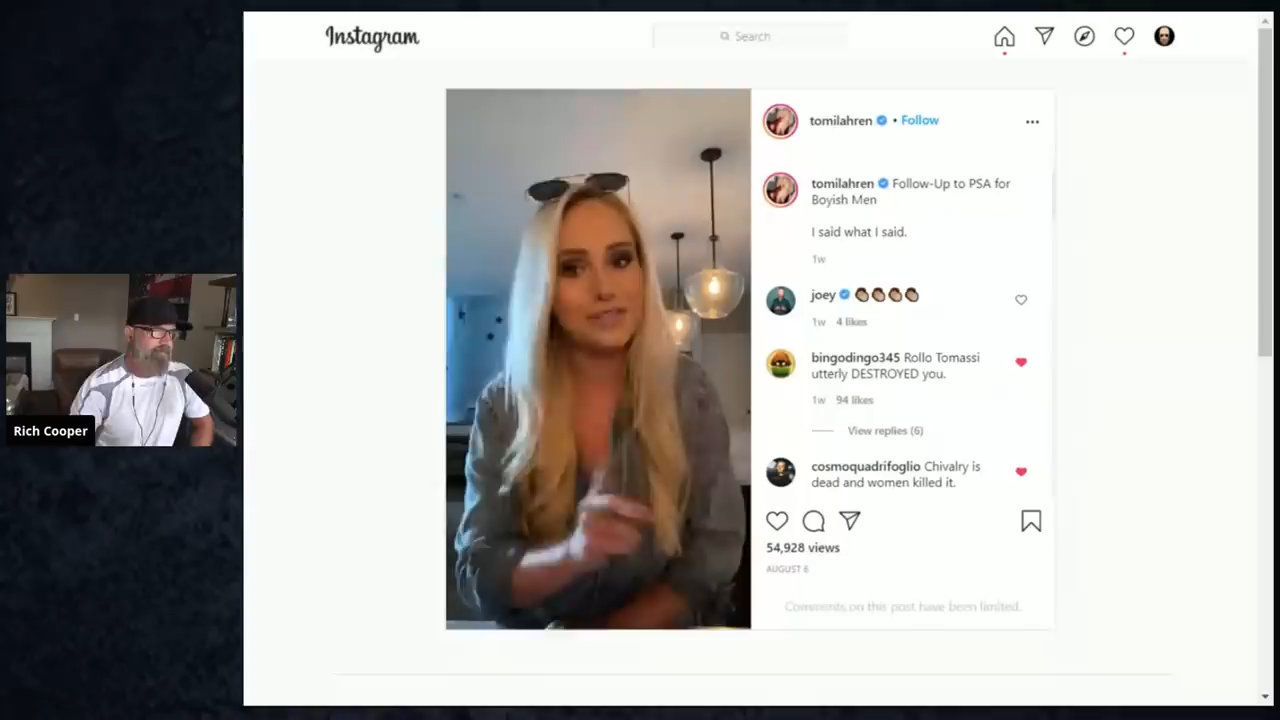 Instagram
Search
tomilahren • Follow
tomilahren Follow-Up to PSA for
Boyish Men
I said what I said.
1w
joey
1w 4 likes
bingodingo345 Rollo Tomassi
utterly DESTROYED you.
1w 94 likes
View replies (6)
cosmoquadrifoglio Chivalry is
dead and women killed it.
54,928 views
AUGUST 6
Comments on this post have been limited.
Rich Cooper